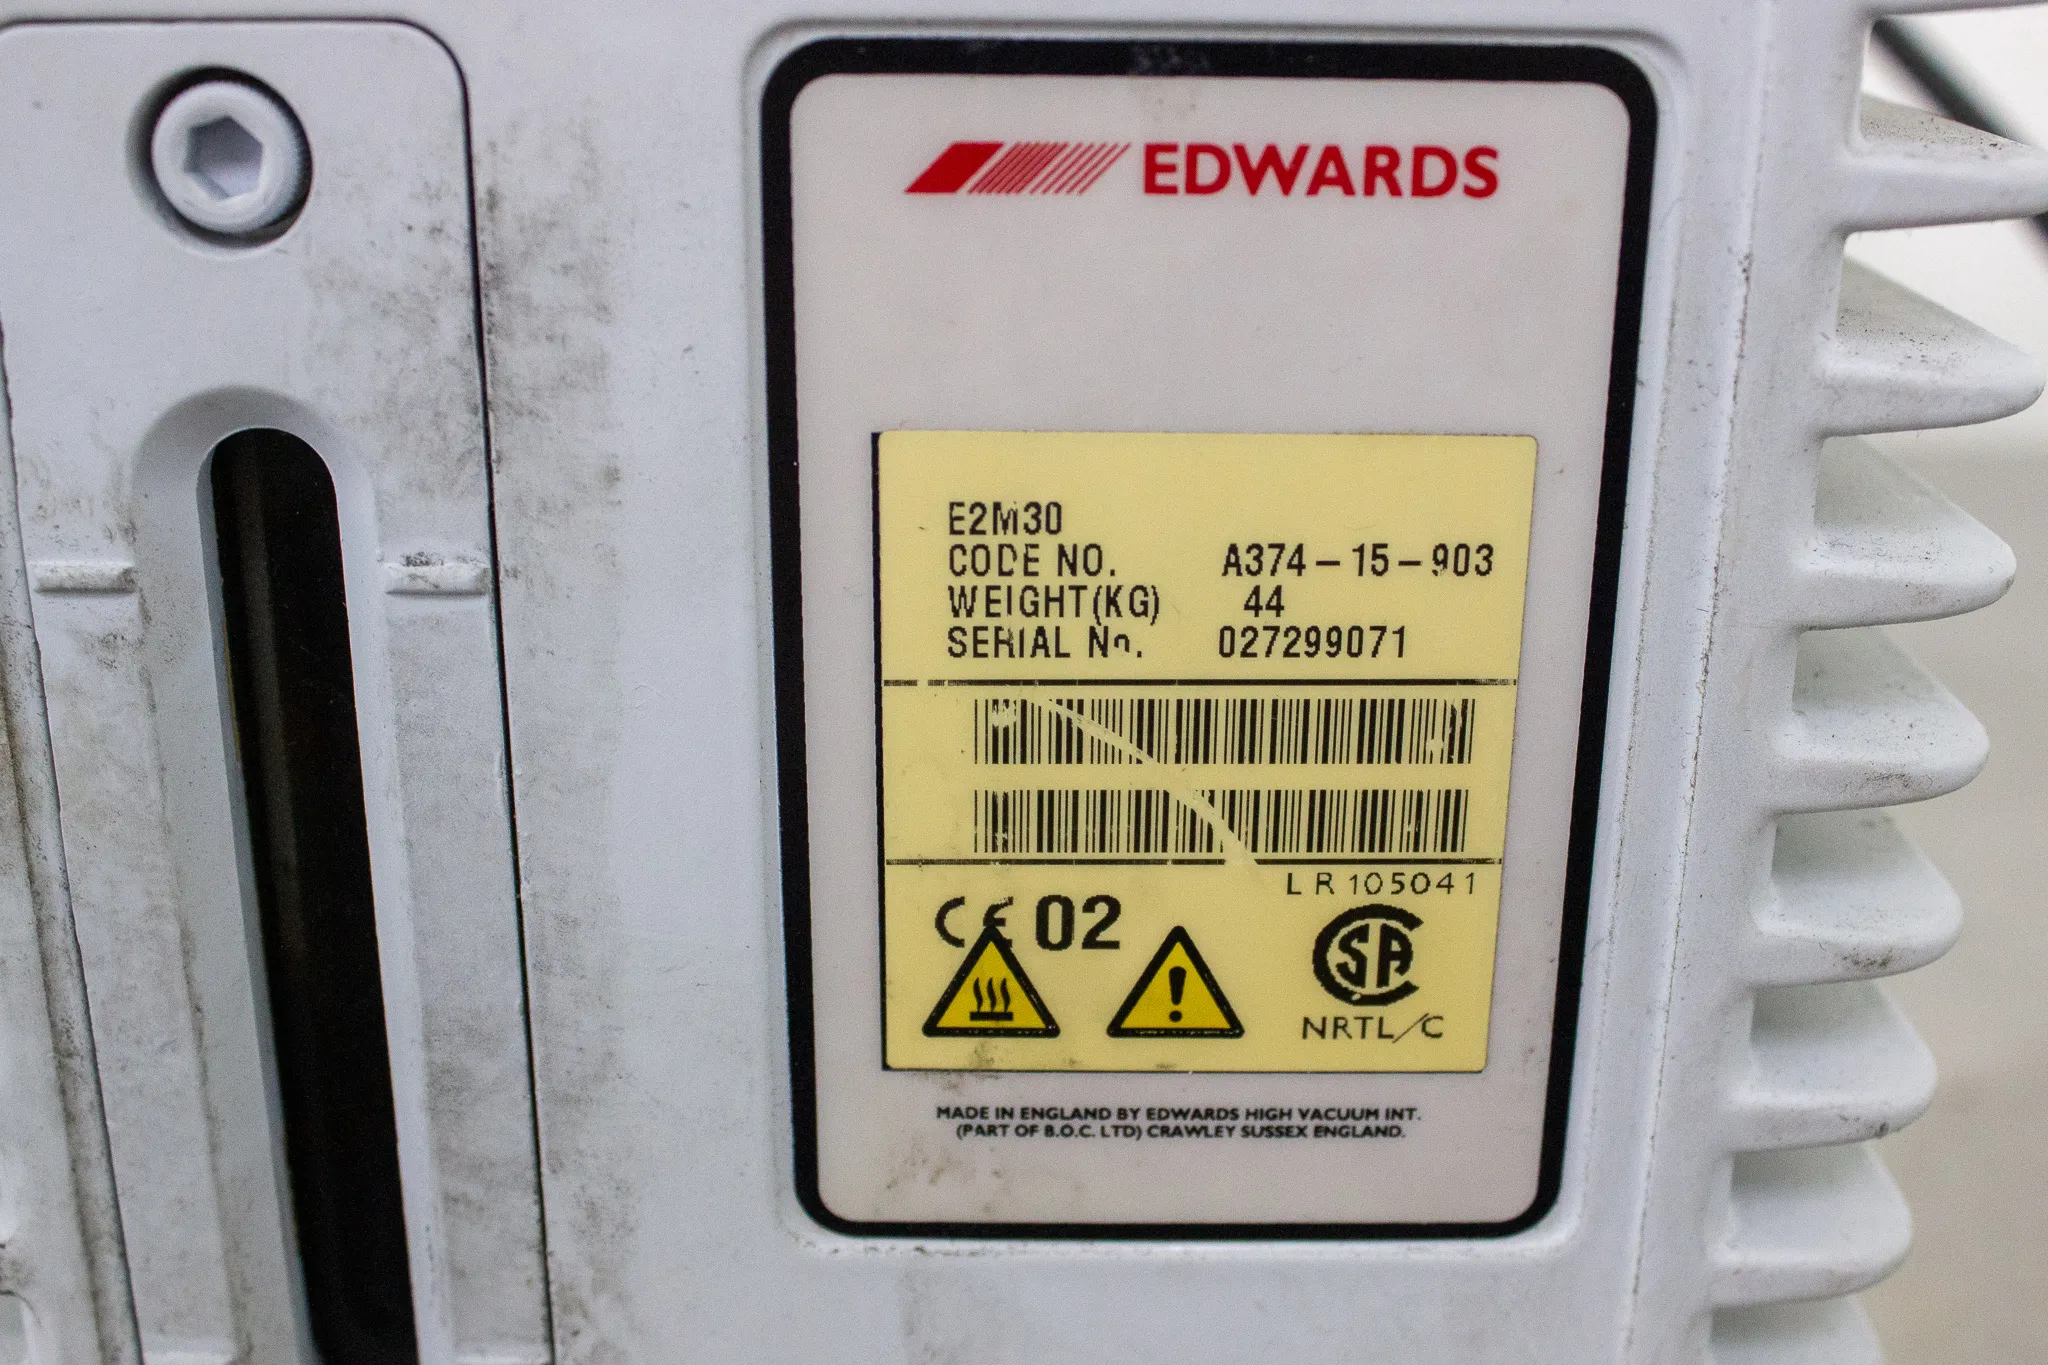 EDWARDS
E2M30
CODE NO. A374-15-903
WEIGHT(KG) 44
SERIAL No. 027299071
LR105041
CE 02
SA
NRTL/C
MADE IN ENGLAND BY EDWARDS HIGH VACUUM INT.
(PART OF B.O.C. LTD) CRAWLEY SUSSEX ENGLAND.